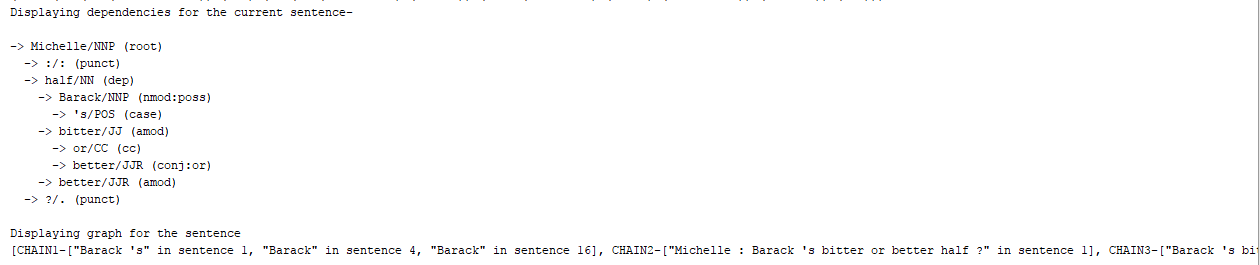 Displaying dependencies for the current sentence-
-> Michelle/NNP (root)
-> :/: (punct)
-> half/NN (dep)
-> Barack/NNP (nmod:poss)
-> 's/POS (case)
-> bitter/JJ (amod)
-> or/CC (cc)
-> better/JJR (conj:or)
-> better/JJR (amod)
-> ?/. (punct)
Displaying graph for the sentence
[CHAIN1-["Barack 's" in sentence 1, "Barack" in sentence 4, "Barack" in sentence 16], CHAIN2-["Michelle : Barack 's bitter or better half ?" in sentence 1], CHAIN3-["Barack 's